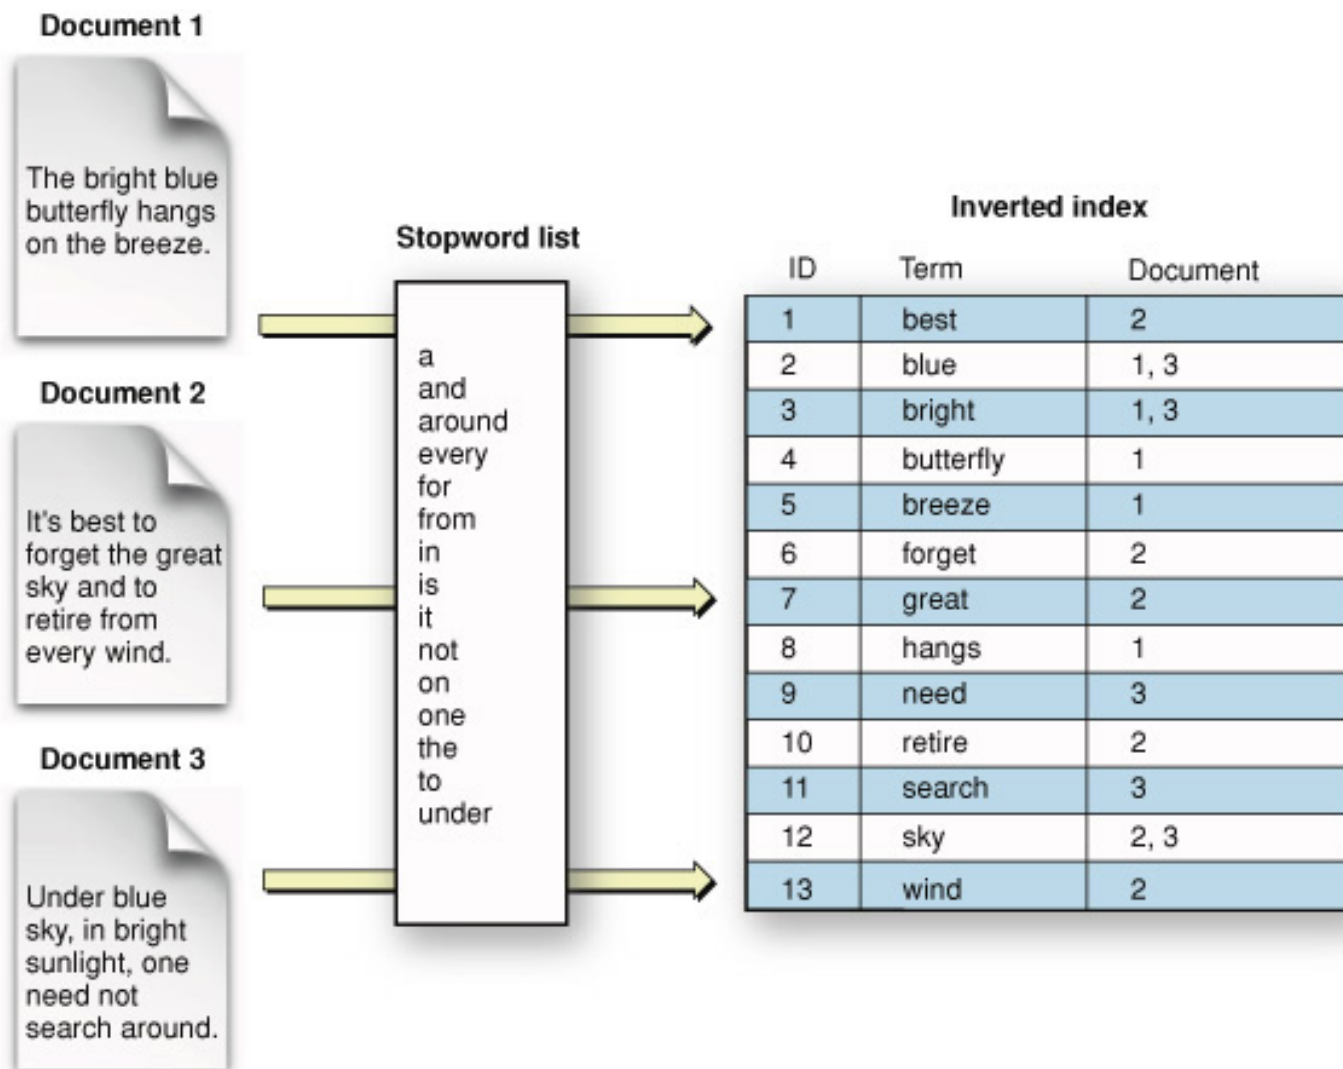 Document 1
The bright blue
butterfly hangs
on the breeze.
Document 2
It's best to
forget the great
sky and to
retire from
every wind.
Document 3
Under blue
sky, in bright
sunlight, one
need not
search around.
Stopword list
a
and
around
every
for
from
in
is
it
not
on
one
the
to
under
Inverted index
ID Term Document
1 best 2
2 blue 1, 3
3 bright 1, 3
4 butterfly 1
5 breeze 1
6 forget 2
7 great 2
8 hangs 1
9 need 3
10 retire 2
11 search 3
12 sky 2, 3
13 wind 2